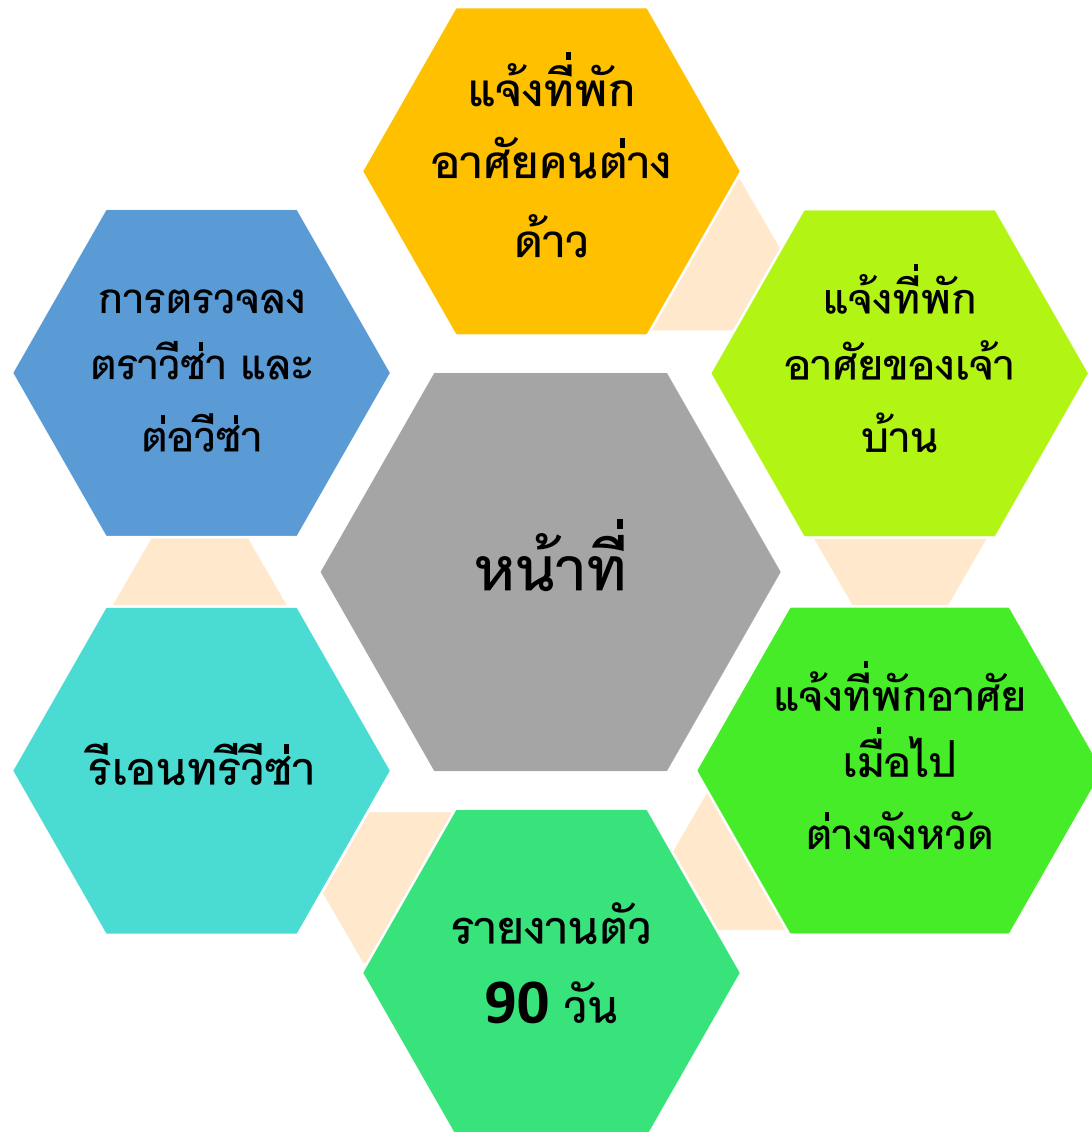 แจ้งที่พัก
อาศัยคนต่าง
ด้าว
แจ้งที่พัก
อาศัยของเจ้า
บ้าน
แจ้งที่พักอาศัย
เมื่อไป
ต่างจังหวัด
รายงานตัว
90 วัน
รีเอนทรีวีซ่า
การตรวจลง
ตราวีซ่า และ
ต่อวีซ่า
หน้าที่